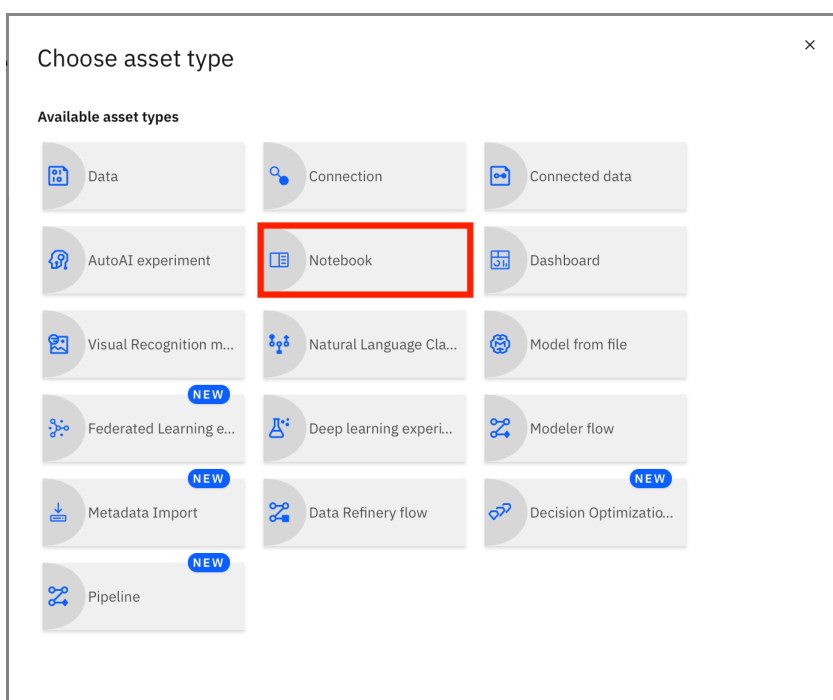 Choose asset type
Available asset types
Data
Connection
Connected data
AutoAI experiment
Notebook
Dashboard
Visual Recognition m...
Natural Language Cla...
Model from file
NEW
Federated Learning e...
Deep learning experi...
Modeler flow
NEW
Metadata Import
Data Refinery flow
NEW
Decision Optimizatio...
NEW
Pipeline